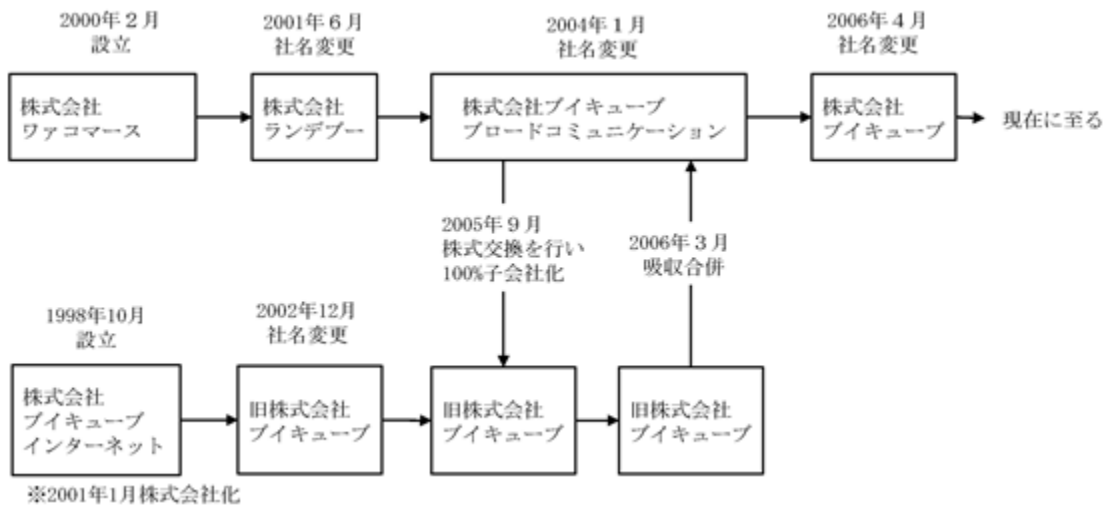 2000年2月
設立
2001年6月
社名変更
2004年1月
社名変更
2006年4月
社名変更
株式会社
ワァコマース
株式会社
ランデブー
株式会社ブイキューブ
ブロードコミュニケーション
株式会社
ブイキューブ
現在に至る
2005年9月
株式交換を行い
100%子会社化
2006年3月
吸収合併
1998年10月
設立
2002年12月
社名変更
株式会社
ブイキューブ
インターネット
旧株式会社
ブイキューブ
旧株式会社
ブイキューブ
旧株式会社
ブイキューブ
※2001年1月株式会社化